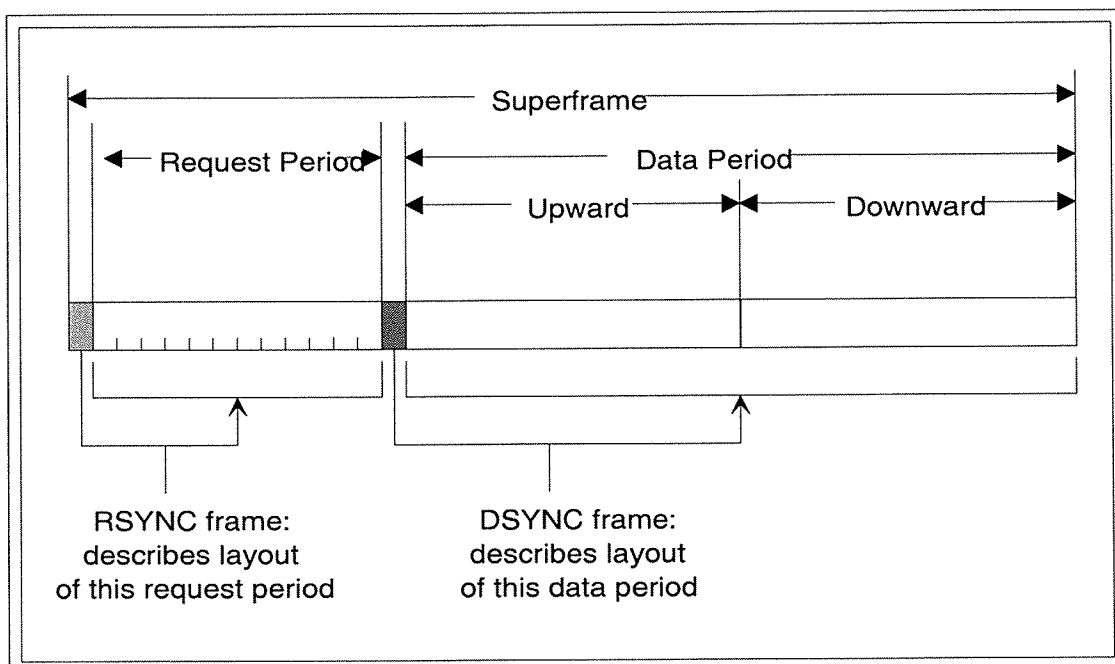 Superframe
Request Period
Data Period
Upward
Downward
RSYNC frame:
describes layout
of this request period
DSYNC frame:
describes layout
of this data period